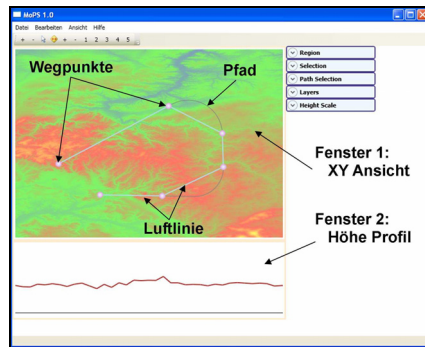 MoPS 1.0
Datei Bearbeiten Ansicht Hilfe
+ - + - 1 2 3 4 5
Wegpunkte
Pfad
Region
Selection
Path Selection
Layers
Height Scale
Fenster 1:
XY Ansicht
Luftlinie
Fenster 2:
Höhe Profil